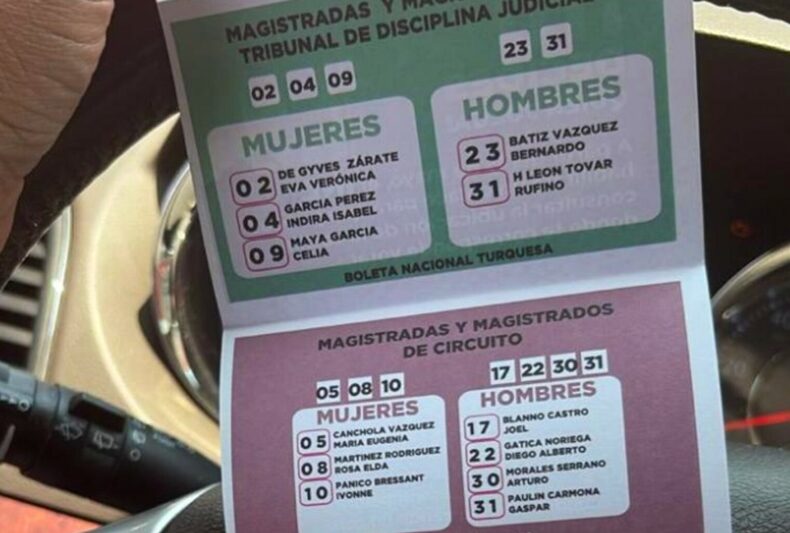 MAGISTRADAS Y
TRIBUNAL DE DISCIPLINA JUDICIAL
02 04 09
23 31
MUJERES
02 DE GYVES ZÁRATE
EVA VERÓNICA
04 GARCIA PEREZ
INDIRA ISABEL
09 MAYA GARCIA
CELIA
HOMBRES
23 BATIZ VAZQUEZ
BERNARDO
31 H LEON TOVAR
RUFINO
BOLETA NACIONAL TURQUESA
MAGISTRADAS Y MAGISTRADOS
DE CIRCUITO
05 08 10
17 22 30 31
MUJERES
05 CANCHOLA VAZQUEZ
MARIA EUGENIA
08 MARTINEZ RODRIGUEZ
ROSA ELDA
10 PANICO BRESSANT
IVONNE
HOMBRES
17 BLANNO CASTRO
JOEL
22 GATICA NORIEGA
DIEGO ALBERTO
30 MORALES SERRANO
ARTURO
31 PAULIN CARMONA
GASPAR